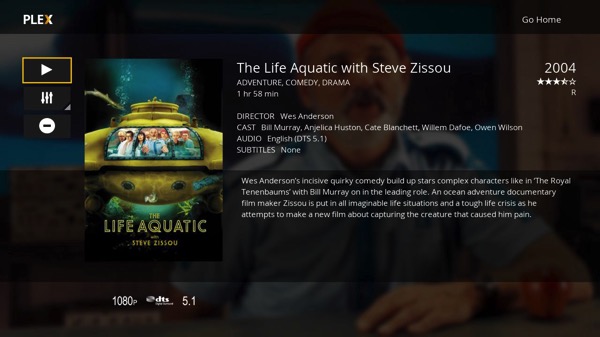 PLEX
Go Home
The Life Aquatic with Steve Zissou
2004
ADVENTURE, COMEDY, DRAMA
1 hr 58 min
R
DIRECTOR Wes Anderson
CAST Bill Murray, Anjelica Huston, Cate Blanchett, Willem Dafoe, Owen Wilson
AUDIO English (DTS 5.1)
SUBTITLES None
Wes Anderson's incisive quirky comedy build up stars complex characters like in 'The Royal
Tenenbaums' with Bill Murray on in the leading role. An ocean adventure documentary
film maker Zissou is put in all imaginable life situations and a tough life crisis as he
attempts to make a new film about capturing the creature that caused him pain.
THE
LIFE AQUATIC
with
STEVE ZISSOU
1080P
dts
5.1